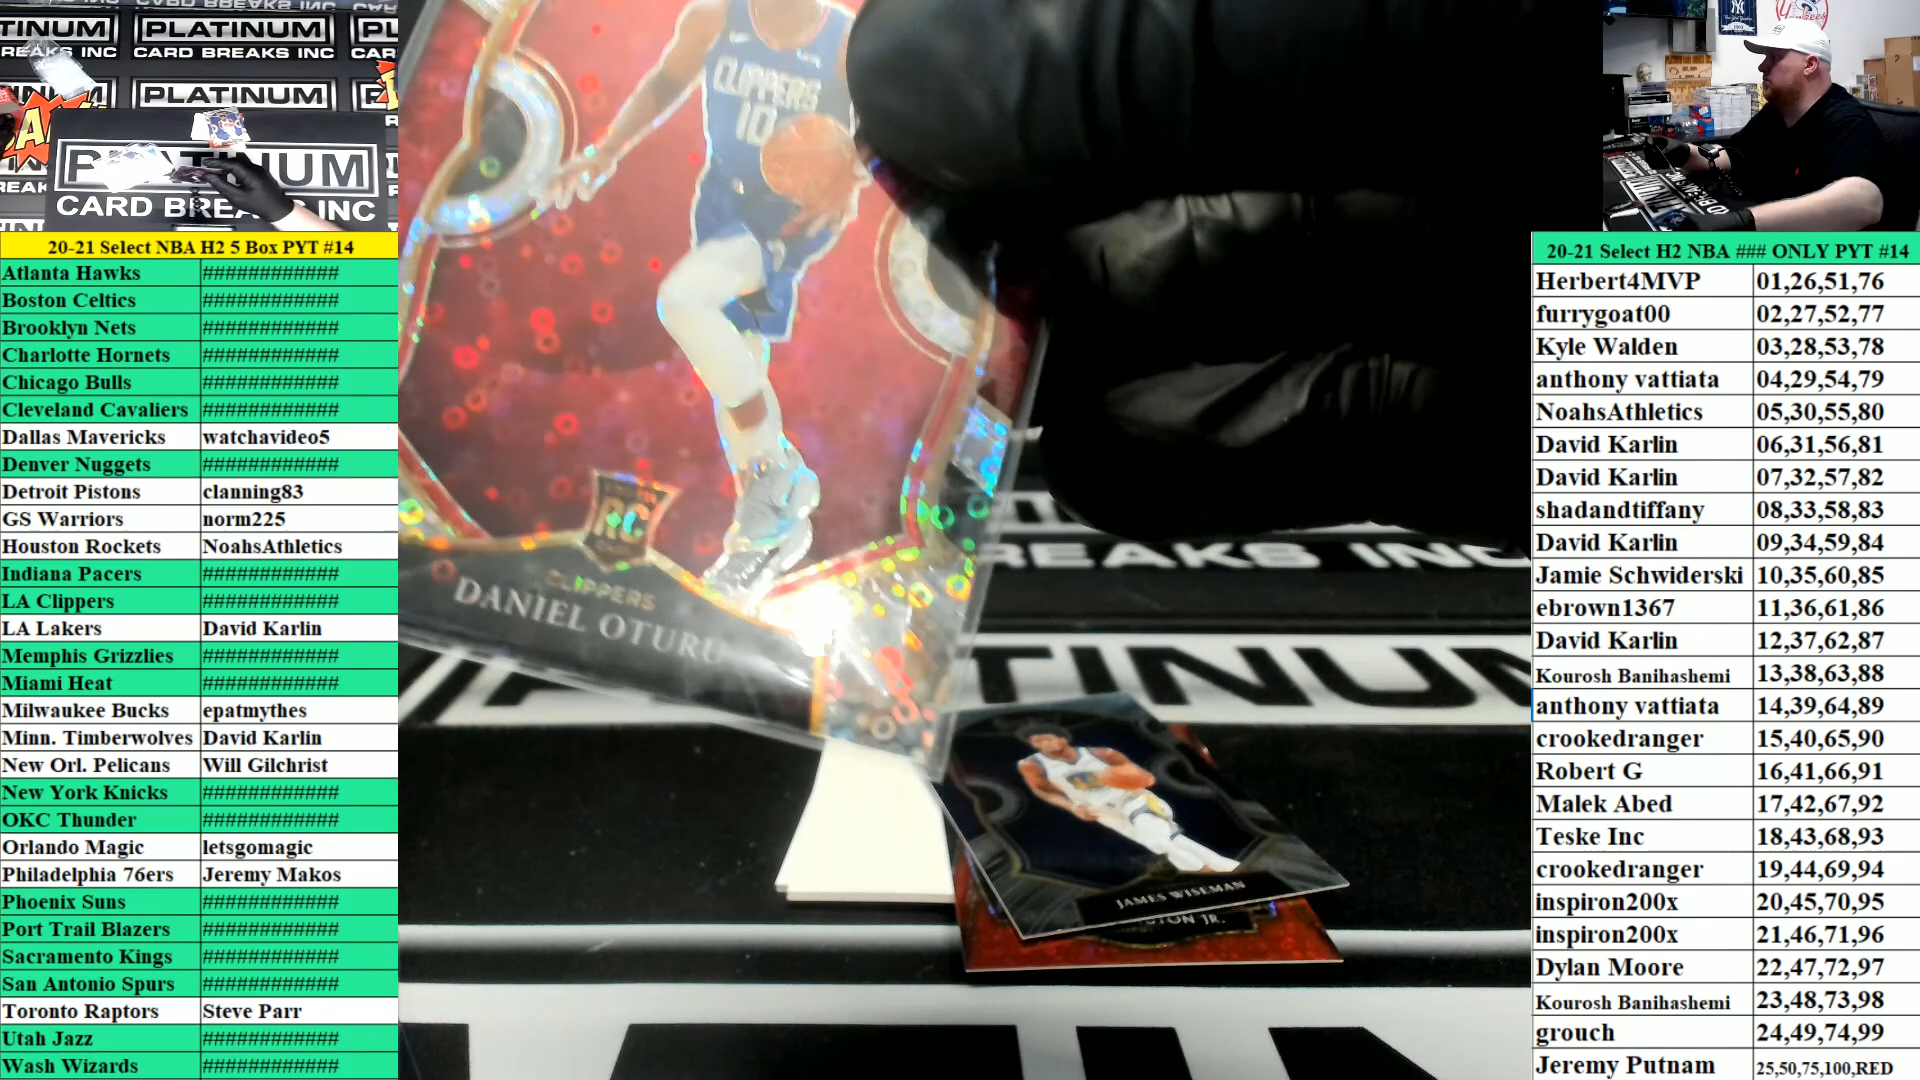 TINUM
PLATINUM
PL
REAKS INC
CARD BREAKS INC
CAR
PLATINUM
PLATINUM
CARD BREAKS INC
20-21 Select NBA H2 5 Box PYT #14
Atlanta Hawks ############
Boston Celtics ############
Brooklyn Nets ############
Charlotte Hornets ############
Chicago Bulls ############
Cleveland Cavaliers ############
Dallas Mavericks watchavideo5
Denver Nuggets ############
Detroit Pistons clanning83
GS Warriors norm225
Houston Rockets NoahsAthletics
Indiana Pacers ############
LA Clippers ############
LA Lakers David Karlin
Memphis Grizzlies ############
Miami Heat ############
Milwaukee Bucks epatmythes
Minn. Timberwolves David Karlin
New Orl. Pelicans Will Gilchrist
New York Knicks ############
OKC Thunder ############
Orlando Magic letsgomagic
Philadelphia 76ers Jeremy Makos
Phoenix Suns ############
Port Trail Blazers ############
Sacramento Kings ############
San Antonio Spurs ############
Toronto Raptors Steve Parr
Utah Jazz ############
Wash Wizards ############
CLIPPERS
10
RC
CLIPPERS
DANIEL OTURU
REAKS INC
TINUM
JAMES WISEMAN
TON JR.
20-21 Select H2 NBA ### ONLY PYT #14
Herbert4MVP 01,26,51,76
furrygoat00 02,27,52,77
Kyle Walden 03,28,53,78
anthony vattiata 04,29,54,79
NoahsAthletics 05,30,55,80
David Karlin 06,31,56,81
David Karlin 07,32,57,82
shadandtiffany 08,33,58,83
David Karlin 09,34,59,84
Jamie Schwiderski 10,35,60,85
ebrown1367 11,36,61,86
David Karlin 12,37,62,87
Kourosh Banihashemi 13,38,63,88
anthony vattiata 14,39,64,89
crookedranger 15,40,65,90
Robert G 16,41,66,91
Malek Abed 17,42,67,92
Teske Inc 18,43,68,93
crookedranger 19,44,69,94
inspiron200x 20,45,70,95
inspiron200x 21,46,71,96
Dylan Moore 22,47,72,97
Kourosh Banihashemi 23,48,73,98
grouch 24,49,74,99
Jeremy Putnam 25,50,75,100,RED